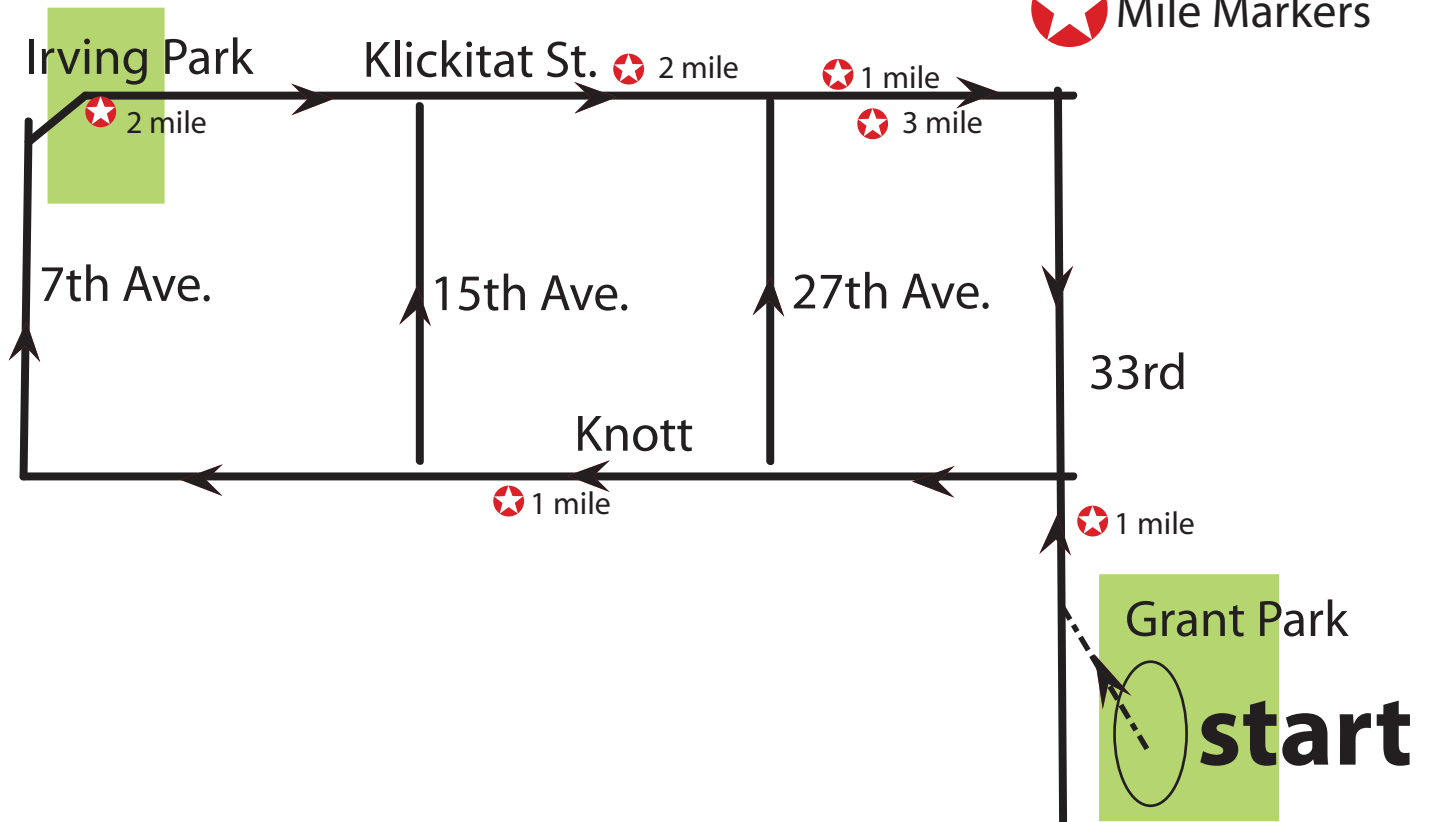 Mile Markers
Irving Park
Klickitat St.
2 mile
1 mile
2 mile
3 mile
7th Ave.
15th Ave.
27th Ave.
33rd
Knott
1 mile
1 mile
Grant Park
start